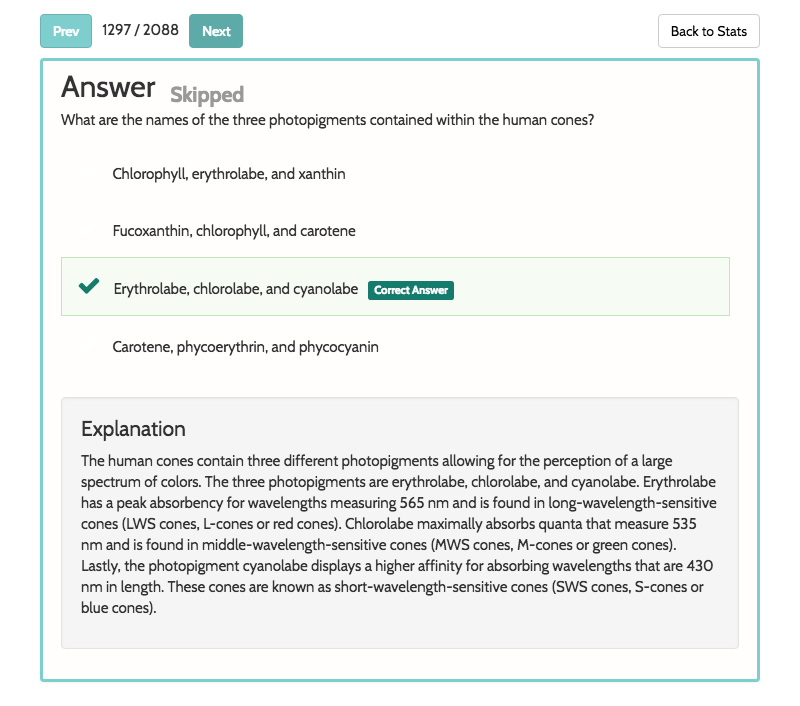 Prev 1297 / 2088 Next Back to Stats
Answer Skipped
What are the names of the three photopigments contained within the human cones?
Chlorophyll, erythrolabe, and xanthin
Fucoxanthin, chlorophyll, and carotene
Erythrolabe, chlorolabe, and cyanolabe Correct Answer
Carotene, phycoerythrin, and phycocyanin
Explanation
The human cones contain three different photopigments allowing for the perception of a large
spectrum of colors. The three photopigments are erythrolabe, chlorolabe, and cyanolabe. Erythrolabe
has a peak absorbency for wavelengths measuring 565 nm and is found in long-wavelength-sensitive
cones (LWS cones, L-cones or red cones). Chlorolabe maximally absorbs quanta that measure 535
nm and is found in middle-wavelength-sensitive cones (MWS cones, M-cones or green cones).
Lastly, the photopigment cyanolabe displays a higher affinity for absorbing wavelengths that are 430
nm in length. These cones are known as short-wavelength-sensitive cones (SWS cones, S-cones or
blue cones).